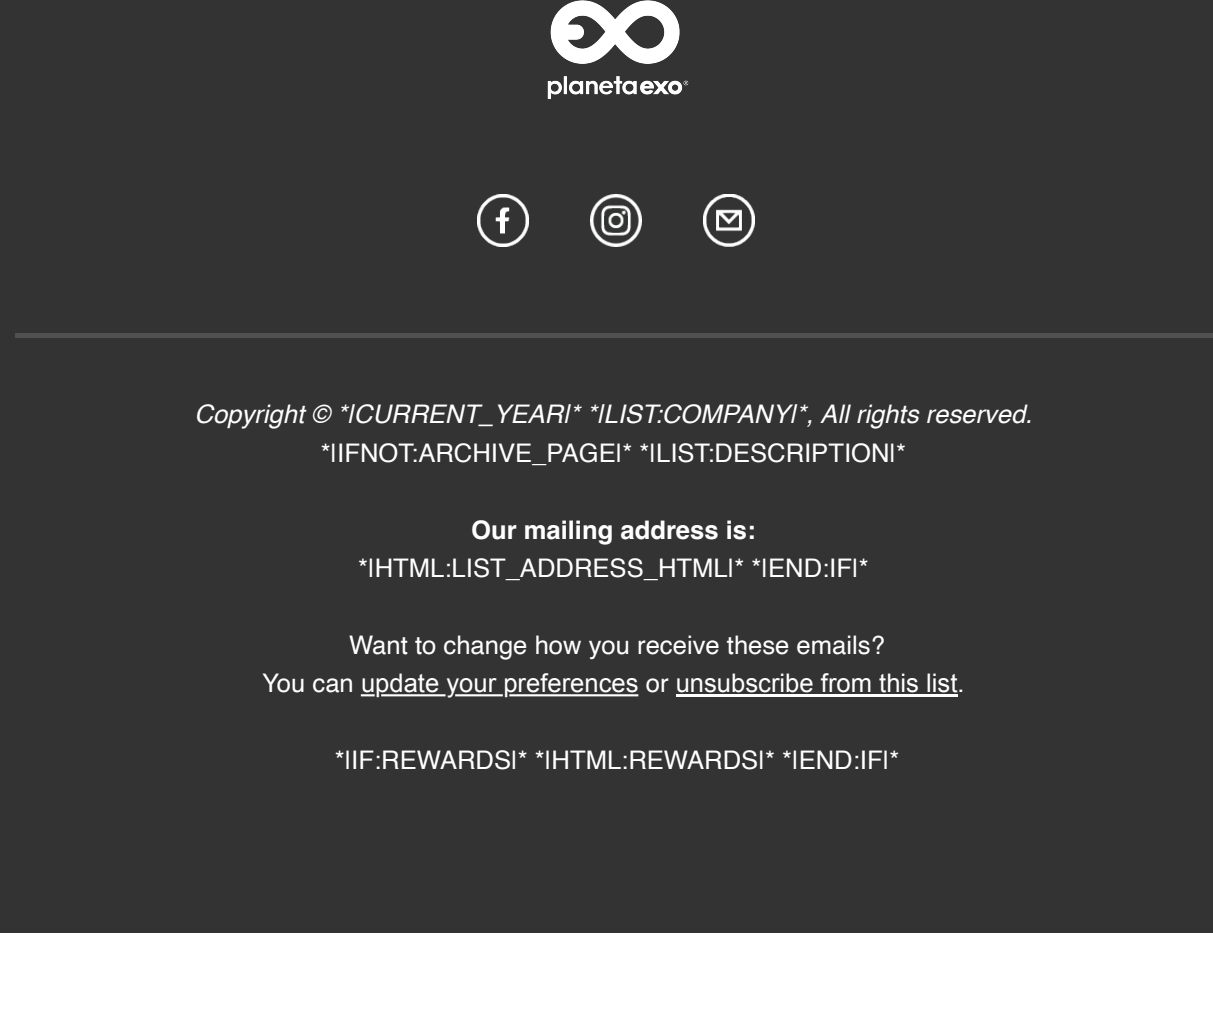 planetaexo®
Copyright © *|CURRENT_YEAR|* *|LIST:COMPANY|*, All rights reserved.
*|IFNOT:ARCHIVE_PAGE|* *|LIST:DESCRIPTION|*
Our mailing address is:
*|HTML:LIST_ADDRESS_HTML|* *|END:IF|*
Want to change how you receive these emails?
You can update your preferences or unsubscribe from this list.
*|IF:REWARDS|* *|HTML:REWARDS|* *|END:IF|*